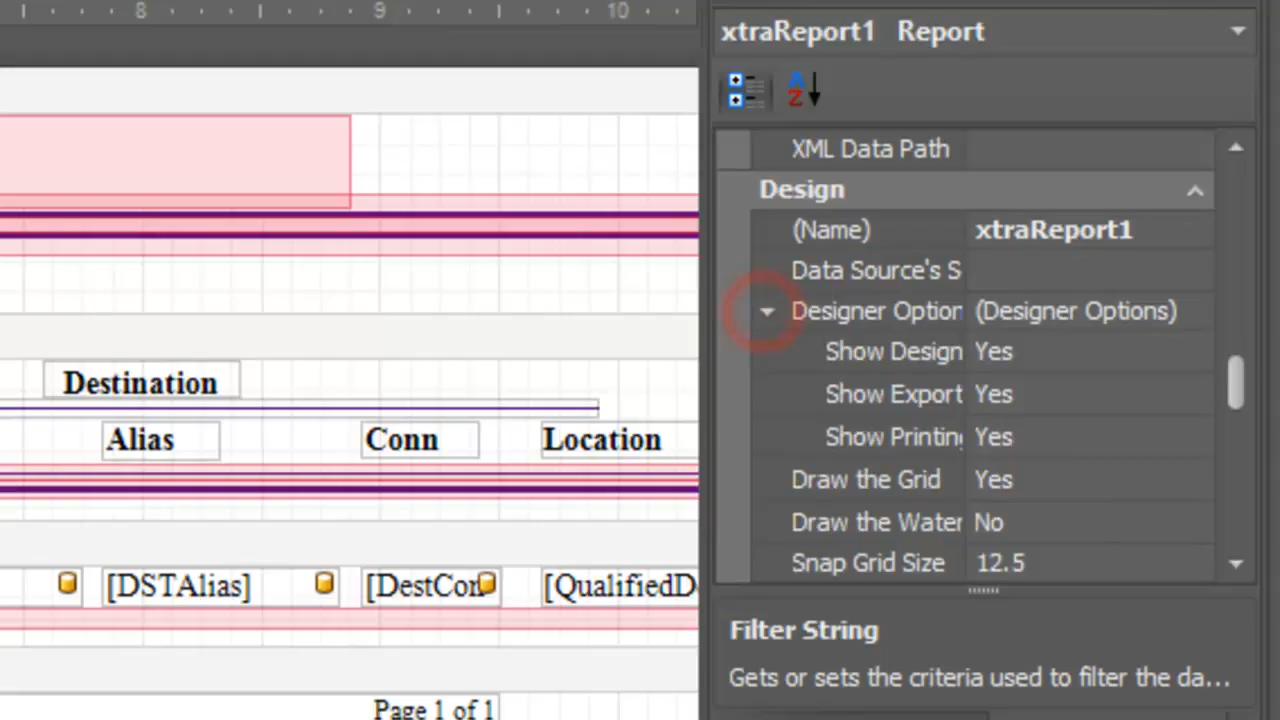 8 9 10
Destination
Alias Conn Location
[DSTAlias] [DestCon [QualifiedD
Page 1 of 1
xtraReport1 Report
A
Z
XML Data Path
Design
(Name) xtraReport1
Data Source's S
Designer Option (Designer Options)
Show Design Yes
Show Export Yes
Show Printing Yes
Draw the Grid Yes
Draw the Water No
Snap Grid Size 12.5
Filter String
Gets or sets the criteria used to filter the da...